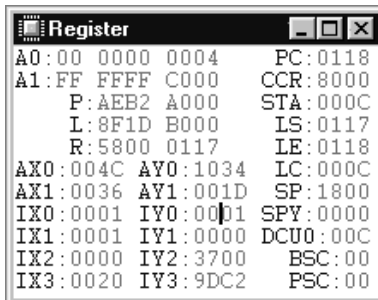 Register
A0:00 0000 0004 PC:0118
A1:FF FFFF C000 CCR:8000
P:AEB2 A000 STA:000C
L:8F1D B000 LS:0117
R:5800 0117 LE:0118
AX0:004C AY0:1034 LC:000C
AX1:0036 AY1:001D SP:1800
IX0:0001 IY0:0001 SPY:0000
IX1:0001 IY1:0000 DCU0:00C
IX2:0000 IY2:3700 BSC:00
IX3:0020 IY3:9DC2 PSC:00